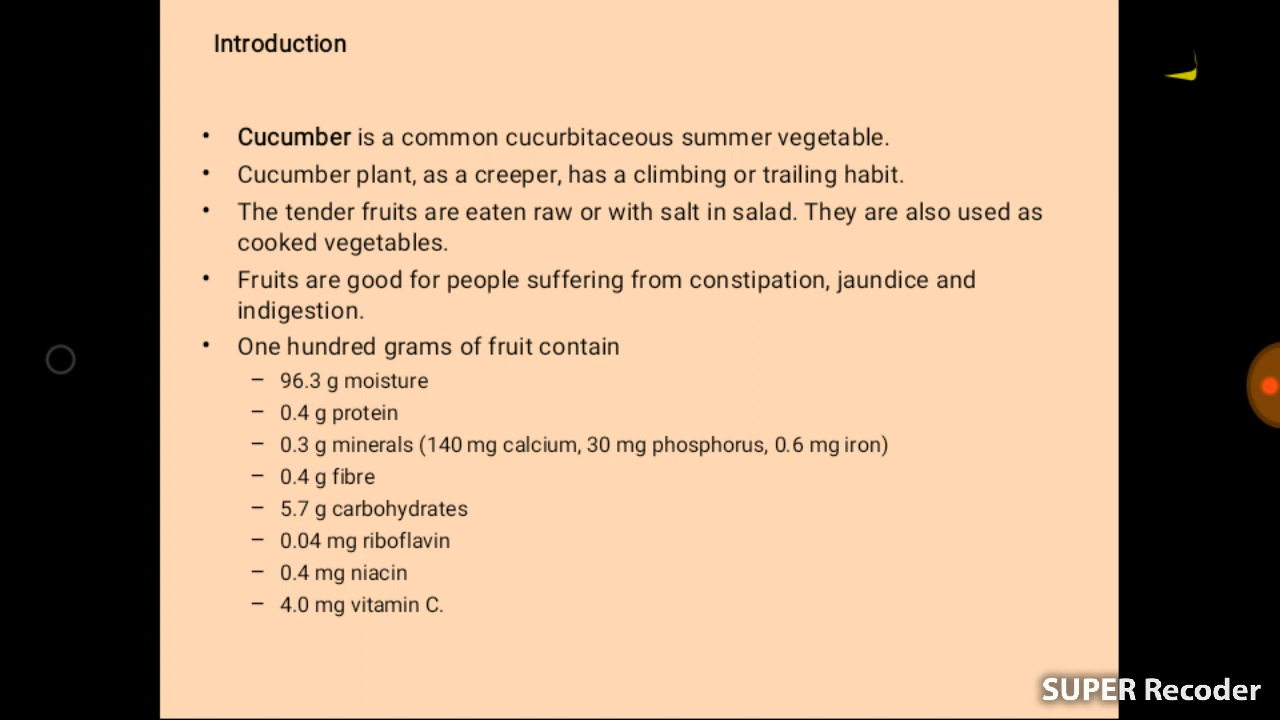 Introduction
• Cucumber is a common cucurbitaceous summer vegetable.
• Cucumber plant, as a creeper, has a climbing or trailing habit.
• The tender fruits are eaten raw or with salt in salad. They are also used as
cooked vegetables.
• Fruits are good for people suffering from constipation, jaundice and
indigestion.
• One hundred grams of fruit contain
– 96.3 g moisture
– 0.4 g protein
– 0.3 g minerals (140 mg calcium, 30 mg phosphorus, 0.6 mg iron)
– 0.4 g fibre
– 5.7 g carbohydrates
– 0.04 mg riboflavin
– 0.4 mg niacin
– 4.0 mg vitamin C.
SUPER Recoder